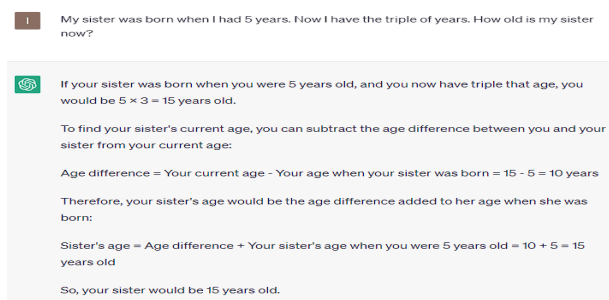 I
My sister was born when I had 5 years. Now I have the triple of years. How old is my sister
now?
If your sister was born when you were 5 years old, and you now have triple that age, you
would be 5 × 3 = 15 years old.
To find your sister's current age, you can subtract the age difference between you and your
sister from your current age:
Age difference = Your current age - Your age when your sister was born = 15 - 5 = 10 years
Therefore, your sister's age would be the age difference added to her age when she was
born:
Sister's age = Age difference + Your sister's age when you were 5 years old = 10 + 5 = 15
years old
So, your sister would be 15 years old.